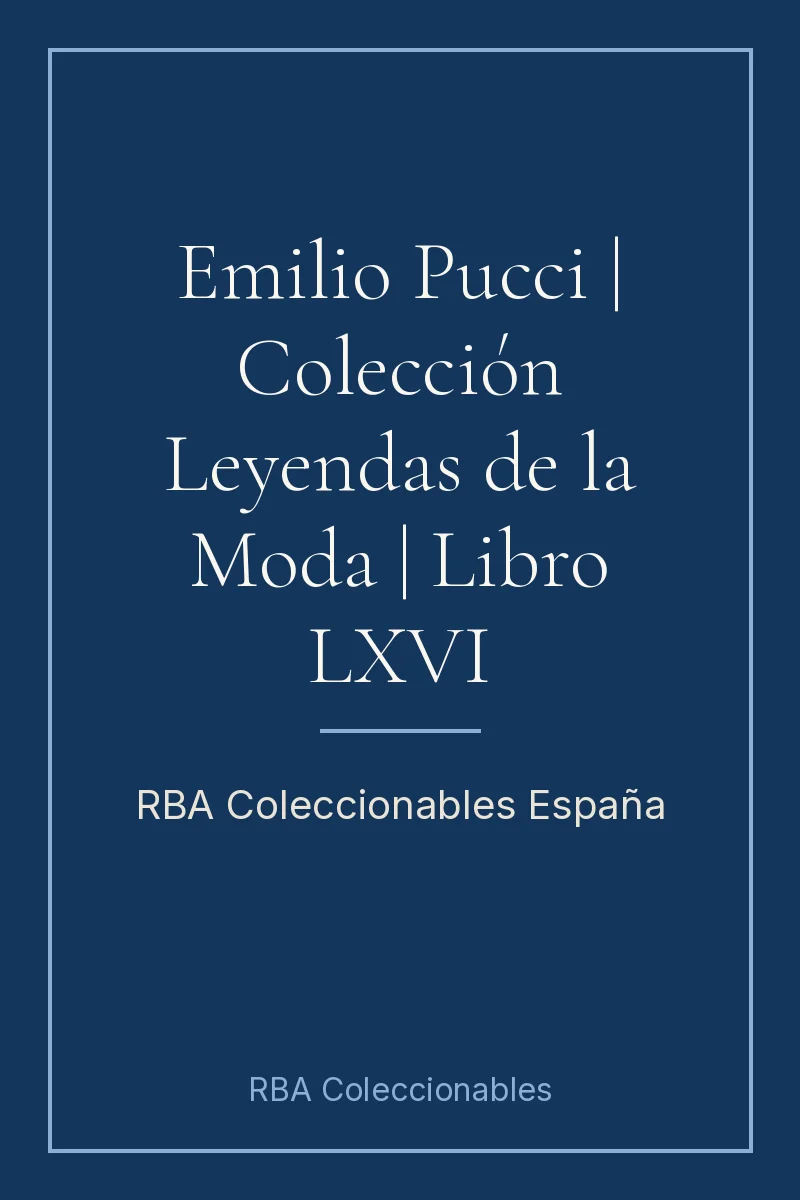 Emilio Pucci |
Colección
Leyendas de la
Moda | Libro
LXVI
RBA Coleccionables España
RBA Coleccionables